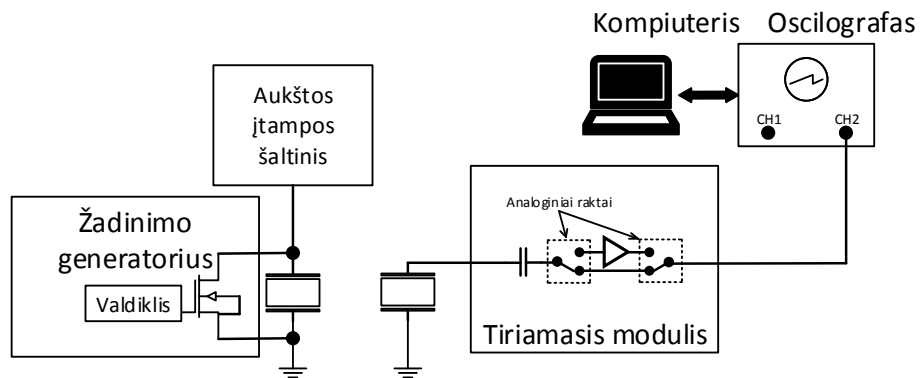 Kompiuteris
Oscilografas
CH1
CH2
Aukštos
įtampos
šaltinis
Žadinimo
generatorius
Valdiklis
Analoginiai raktai
Tiriamasis modulis